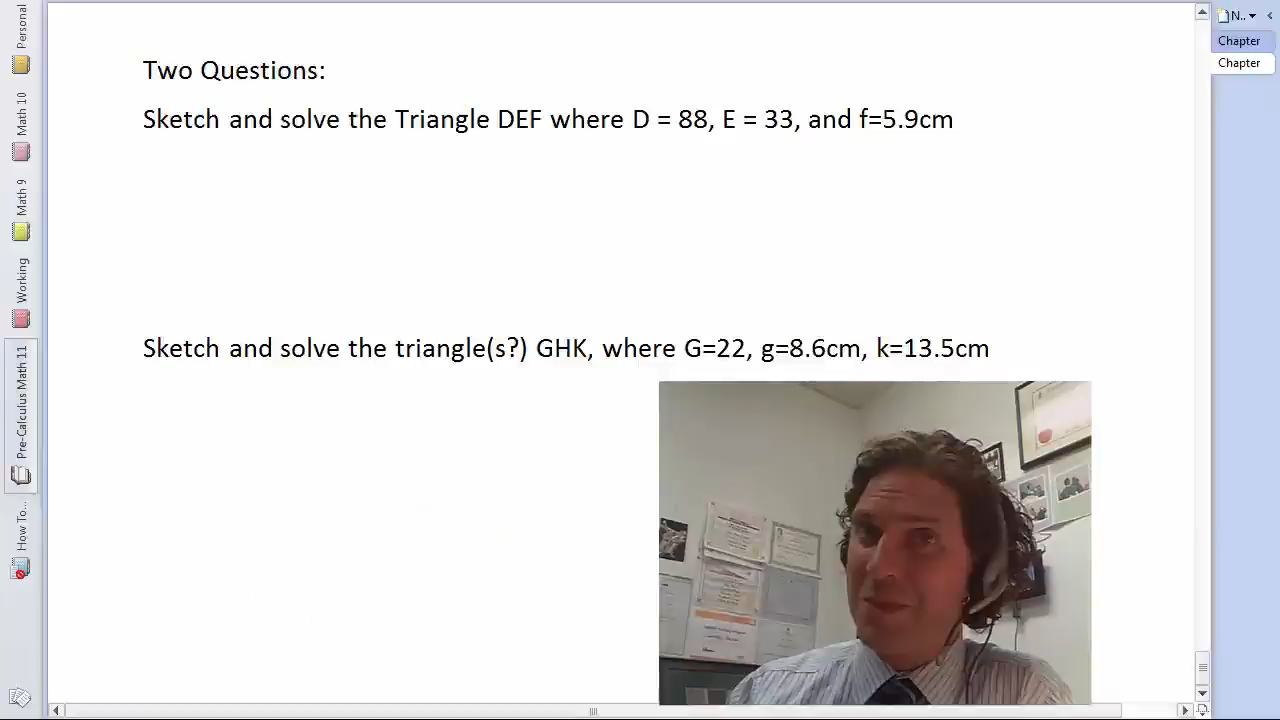 Two Questions:
Sketch and solve the Triangle DEF where D = 88, E = 33, and f=5.9cm
Sketch and solve the triangle(s?) GHK, where G=22, g=8.6cm, k=13.5cm
Personal
Math 10
Math 9
Working
Pre-Calculus Math 11
How To...
N..
Chapter
Chapter